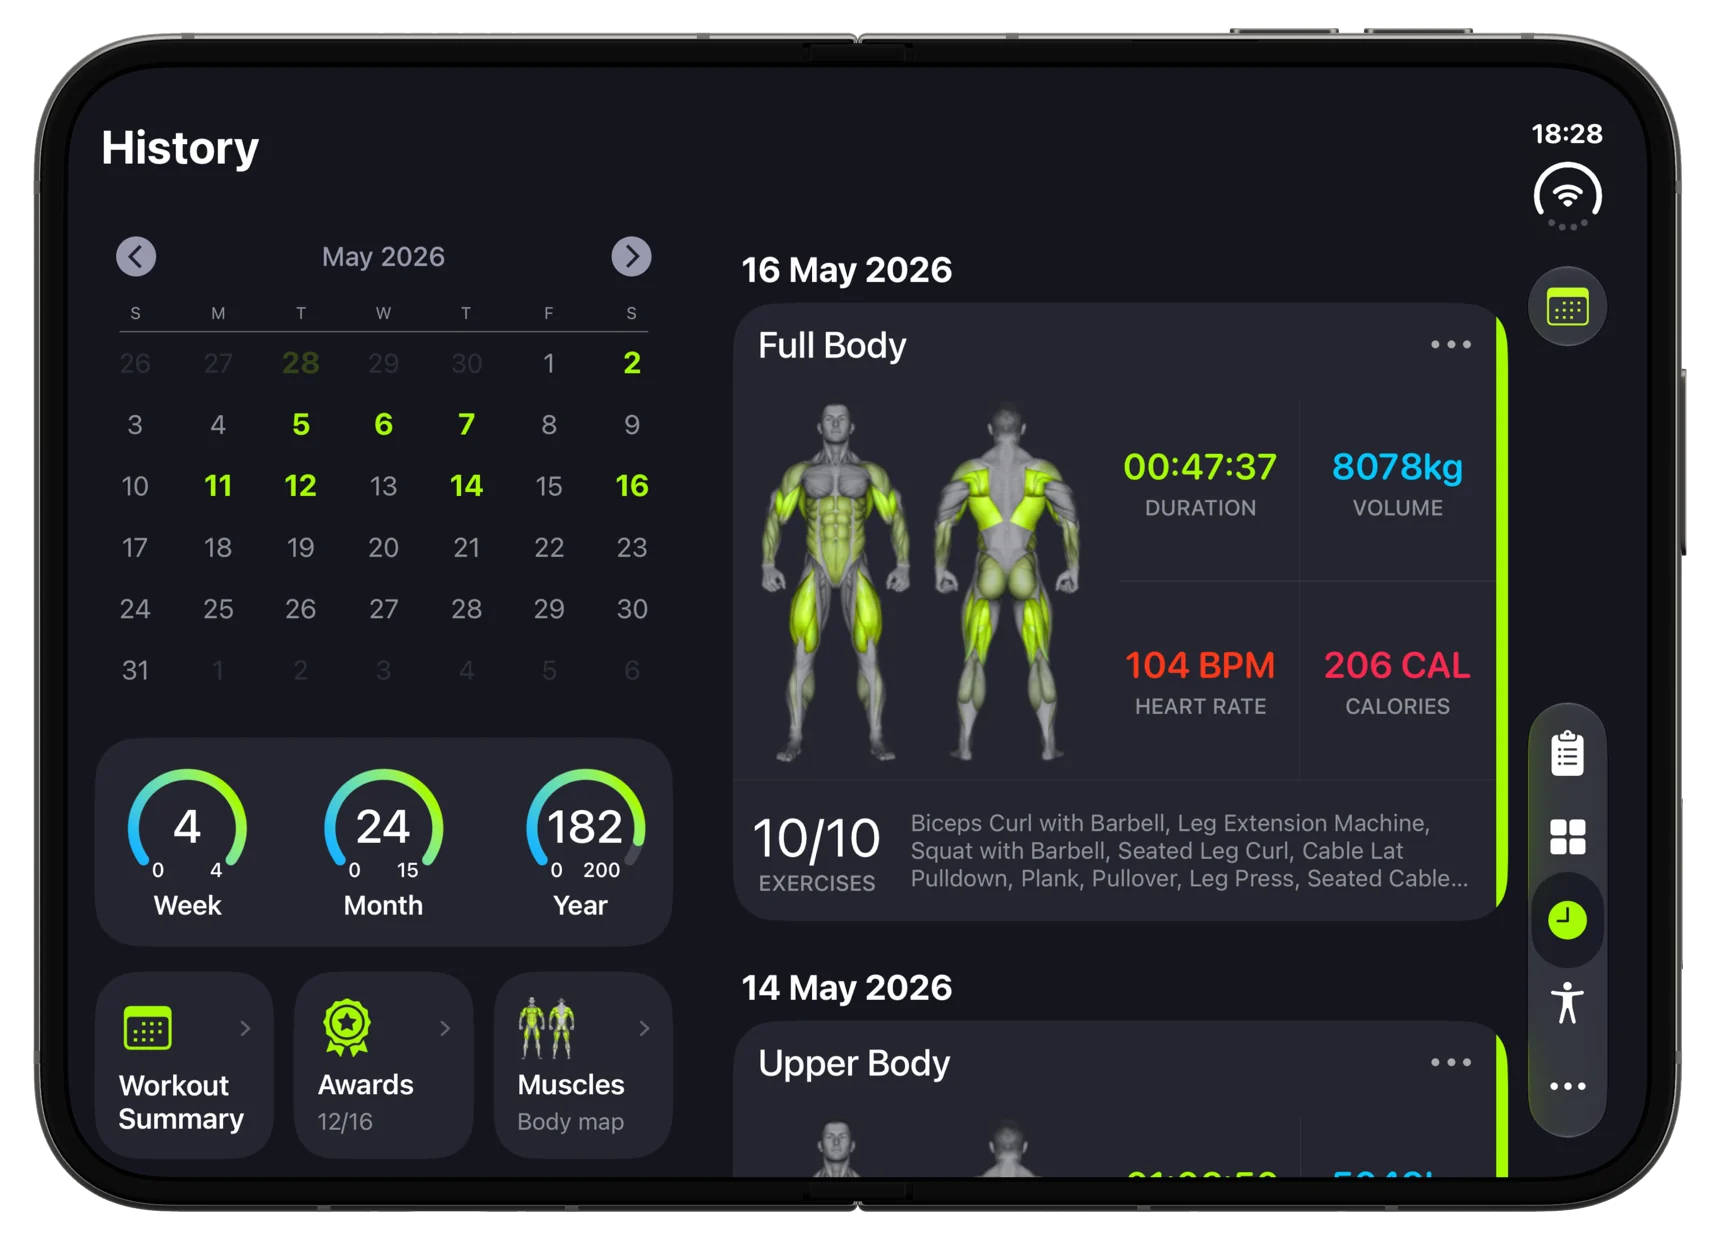 History
18:28
May 2026
S M T W T F S
26 27 28 29 30 1 2
3 4 5 6 7 8 9
10 11 12 13 14 15 16
17 18 19 20 21 22 23
24 25 26 27 28 29 30
31 1 2 3 4 5 6
4
0 4
Week
24
0 15
Month
182
0 200
Year
Workout
Summary
Awards
12/16
Muscles
Body map
16 May 2026
Full Body
00:47:37
DURATION
8078kg
VOLUME
104 BPM
HEART RATE
206 CAL
CALORIES
10/10
EXERCISES
Biceps Curl with Barbell, Leg Extension Machine,
Squat with Barbell, Seated Leg Curl, Cable Lat
Pulldown, Plank, Pullover, Leg Press, Seated Cable...
14 May 2026
Upper Body